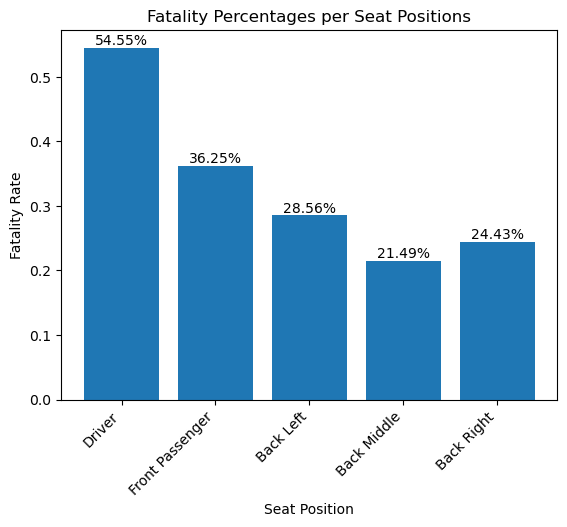 Fatality Percentages per Seat Positions
54.55%
36.25%
28.56%
21.49%
24.43%
Fatality Rate
0.5
0.4
0.3
0.2
0.1
0.0
Driver
Front Passenger
Back Left
Back Middle
Back Right
Seat Position